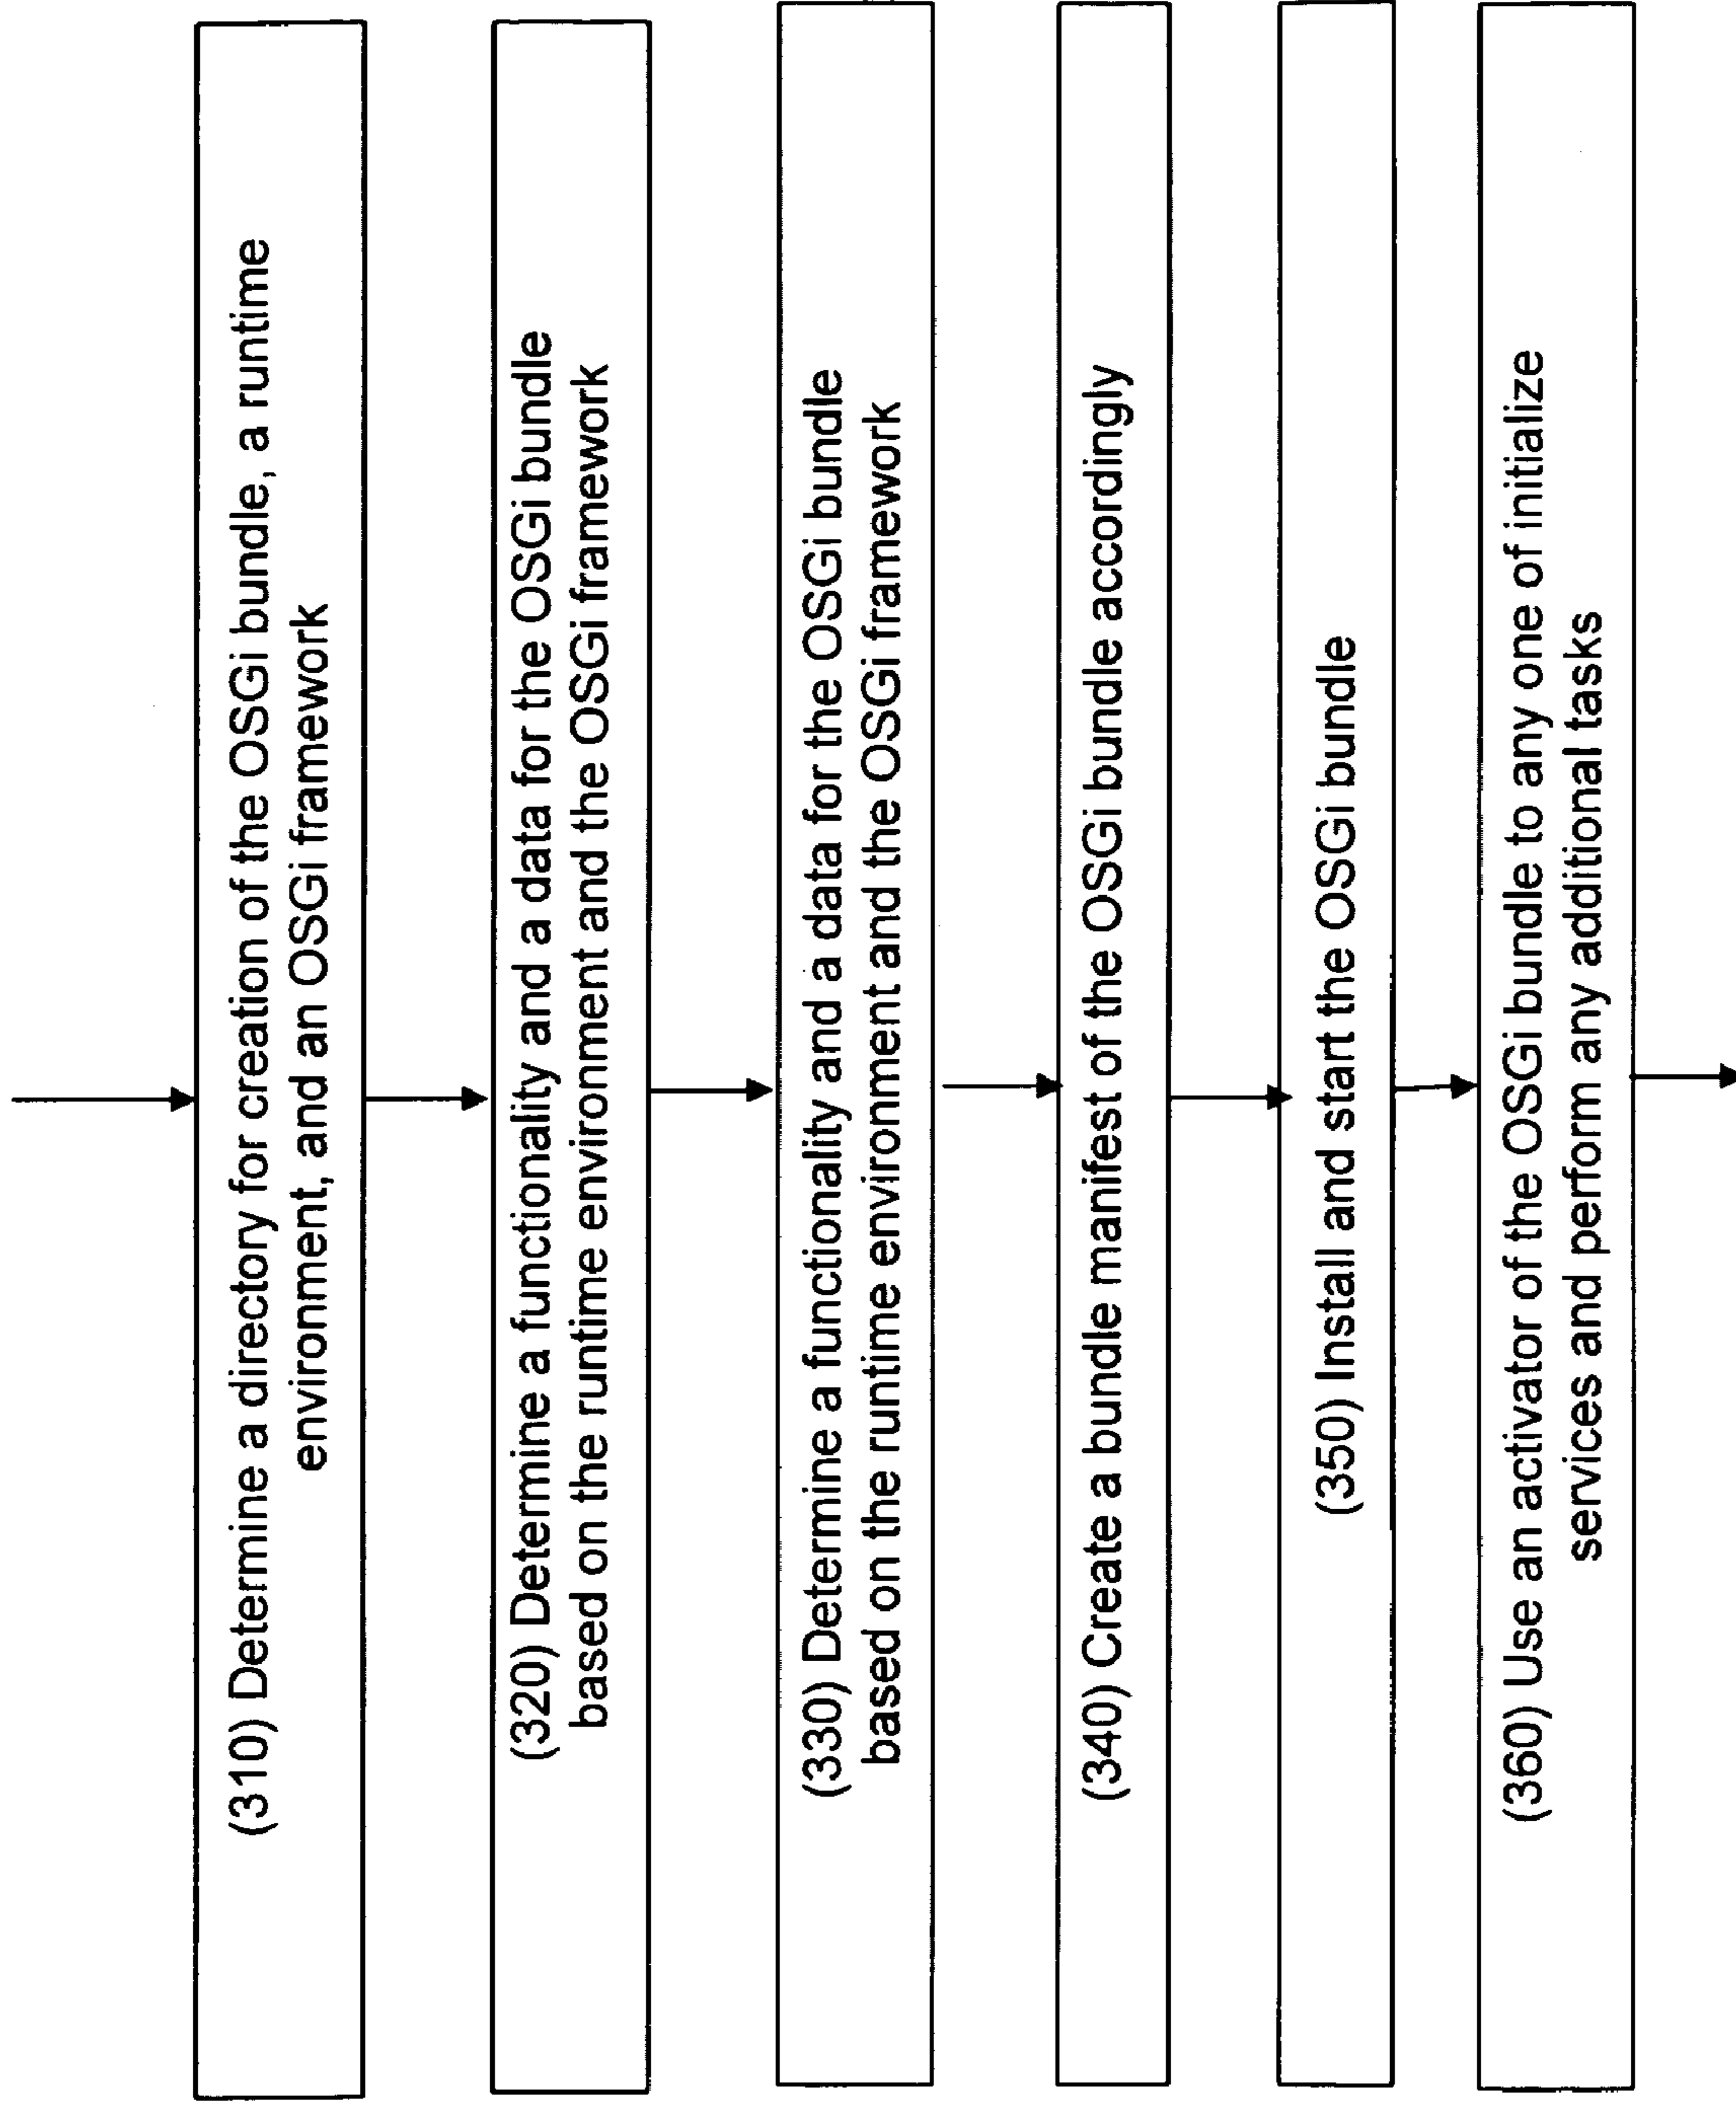 (310) Determine a directory for creation of the OSGi bundle, a runtime
environment, and an OSGi framework
(320) Determine a functionality and a data for the OSGi bundle
based on the runtime environment and the OSGi framework
(330) Determine a functionality and a data for the OSGi bundle
based on the runtime environment and the OSGi framework
(340) Create a bundle manifest of the OSGi bundle accordingly
(350) Install and start the OSGi bundle
(360) Use an activator of the OSGi bundle to any one of initialize
services and perform any additional tasks